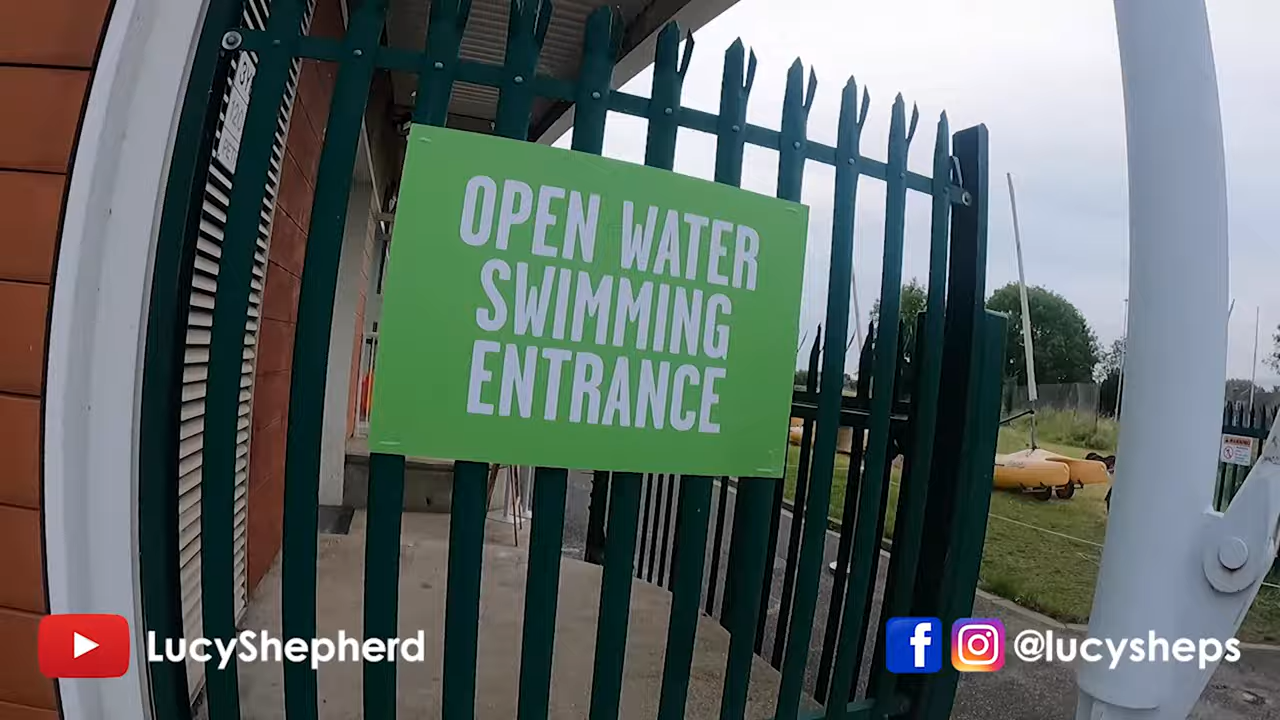 OPEN WATER
SWIMMING
ENTRANCE
LucyShepherd
@lucysheps